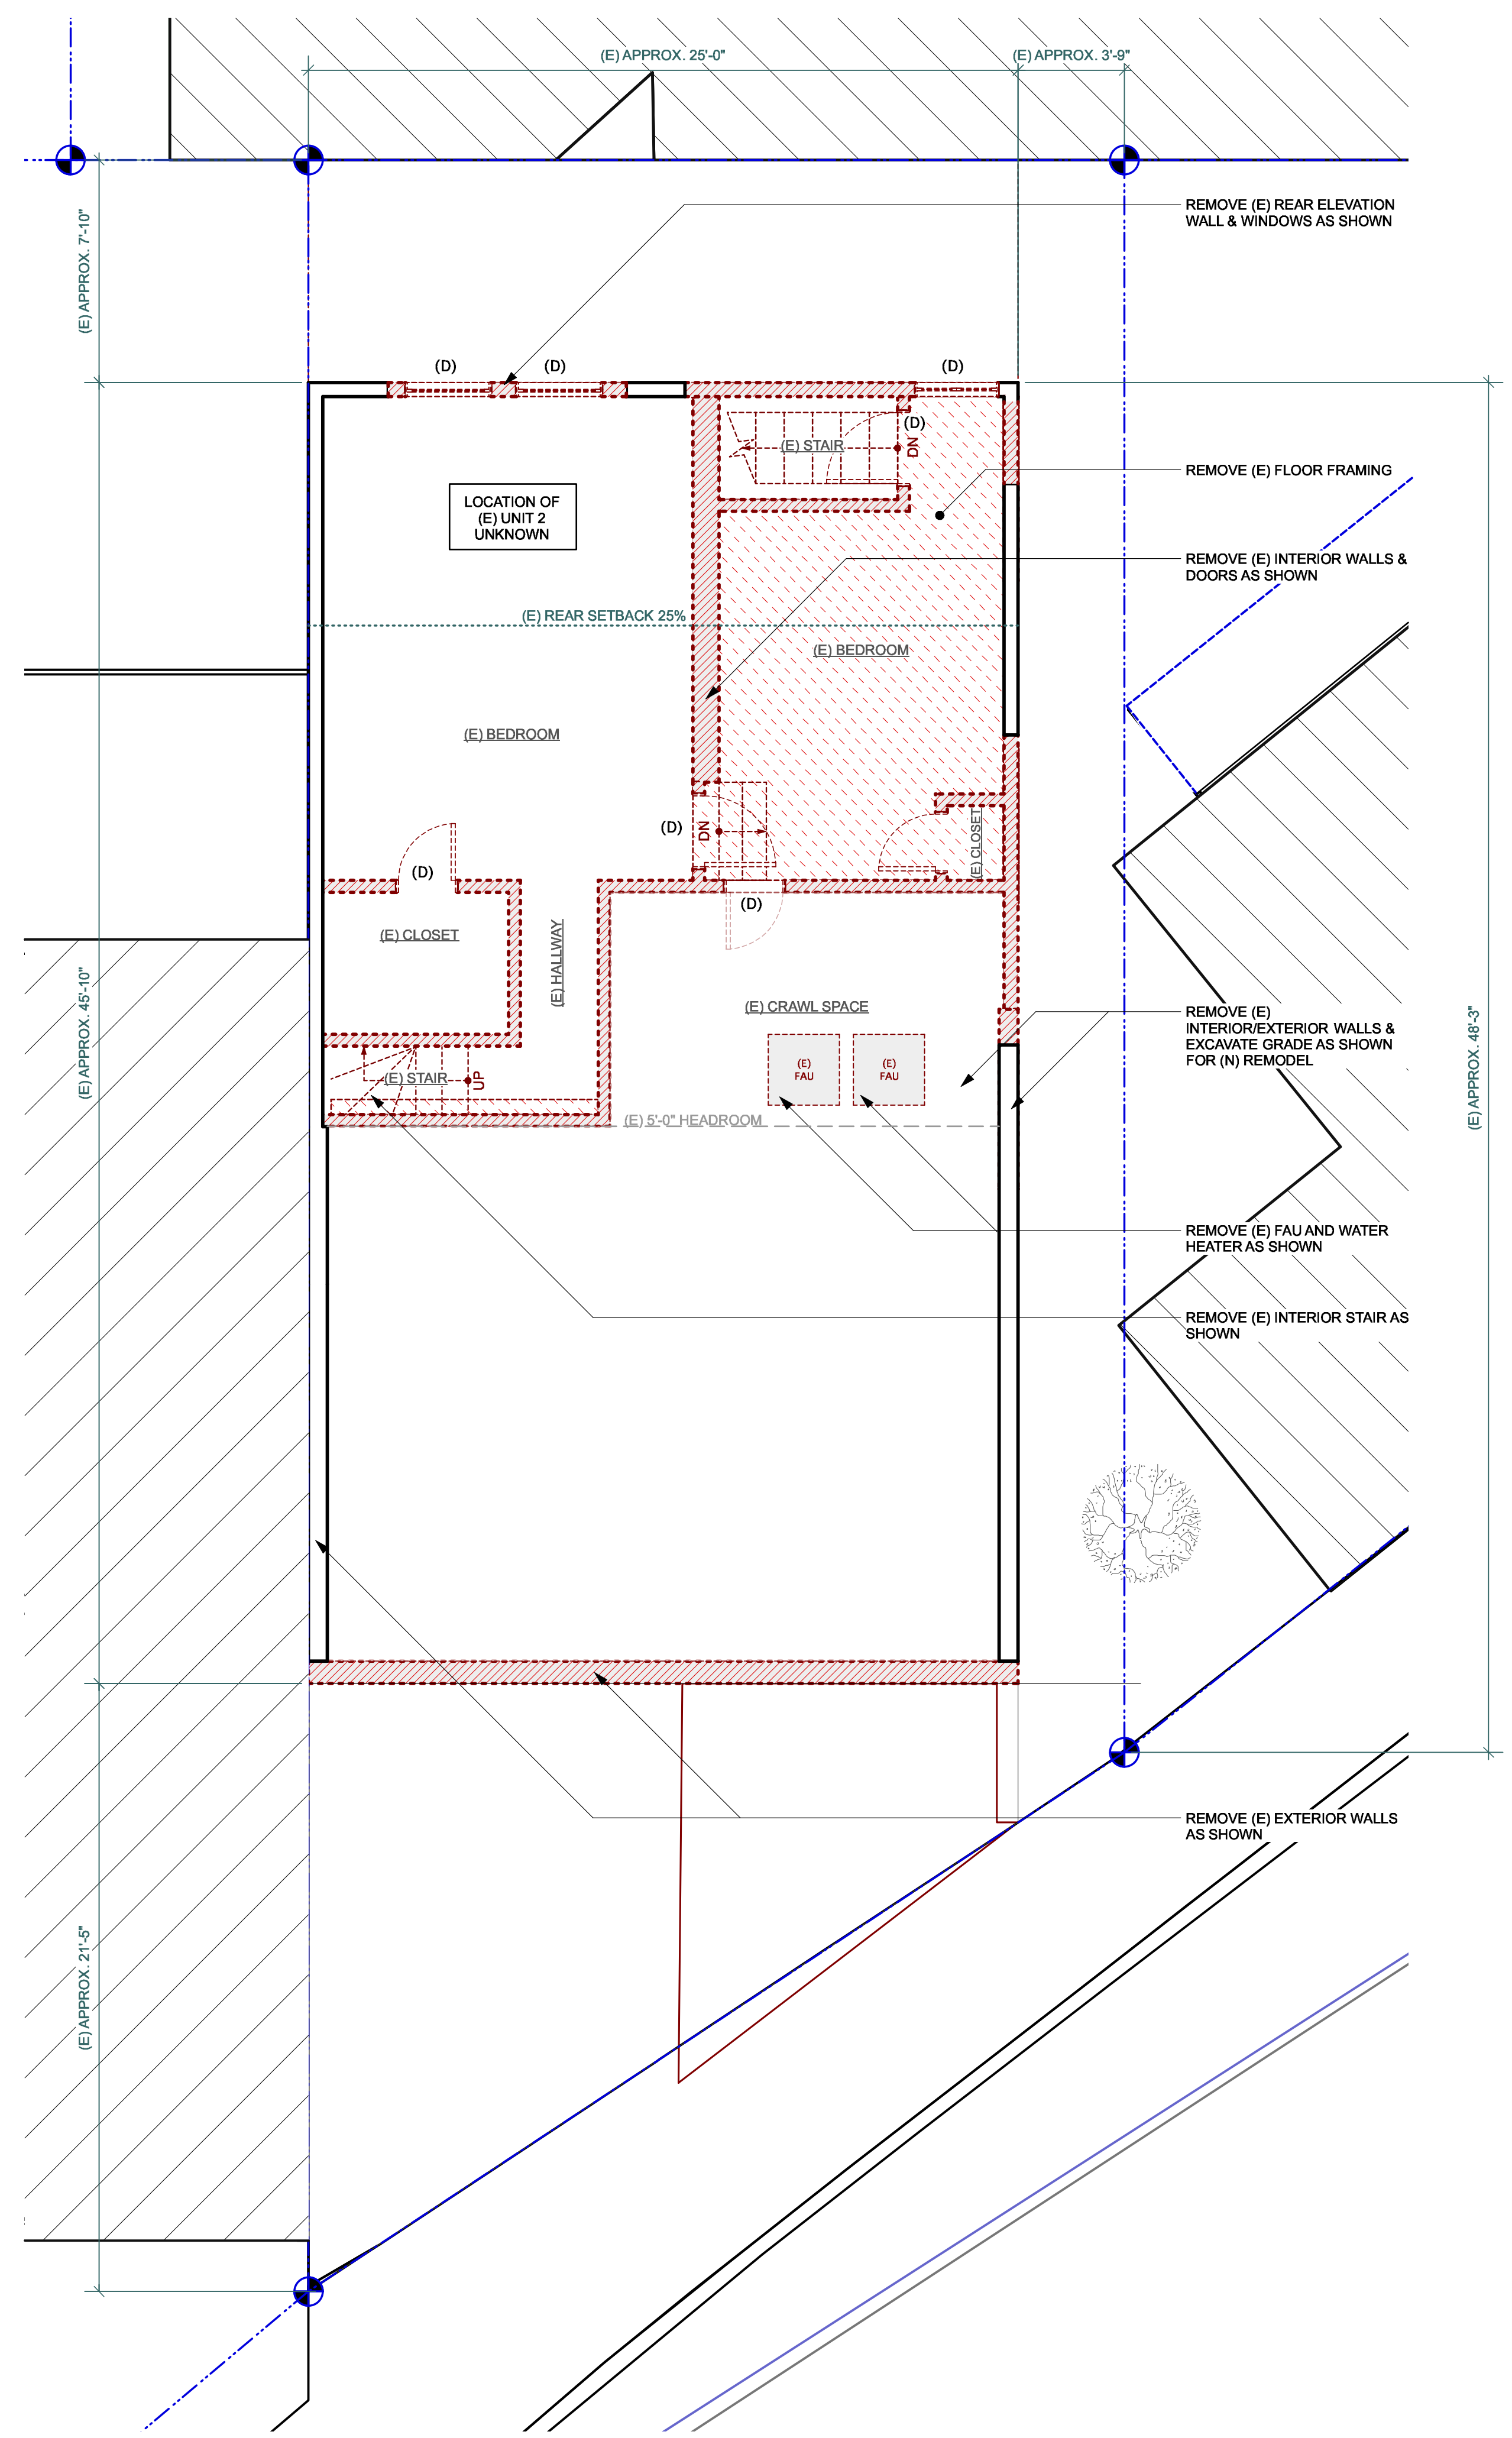 (E) APPROX. 25'-0"
(E) APPROX. 3'-9"
(E) APPROX. 7'-10"
REMOVE (E) REAR ELEVATION
WALL & WINDOWS AS SHOWN
(D)
(D)
(D)
(E) STAIR
(D)
DN
REMOVE (E) FLOOR FRAMING
LOCATION OF
(E) UNIT 2
UNKNOWN
REMOVE (E) INTERIOR WALLS &
DOORS AS SHOWN
(E) REAR SETBACK 25%
(E) BEDROOM
(E) BEDROOM
(D)
DN
(E) CLOSET
(D)
(D)
(E) CLOSET
(E) HALLWAY
(E) CRAWL SPACE
REMOVE (E)
INTERIOR/EXTERIOR WALLS &
EXCAVATE GRADE AS SHOWN
FOR (N) REMODEL
(E) APPROX. 45'-10"
(E) APPROX. 48'-3"
(E)
FAU
(E)
FAU
(E) STAIR
UP
(E) 5'-0" HEADROOM
REMOVE (E) FAU AND WATER
HEATER AS SHOWN
REMOVE (E) INTERIOR STAIR AS
SHOWN
REMOVE (E) EXTERIOR WALLS
AS SHOWN
(E) APPROX. 21'-5"